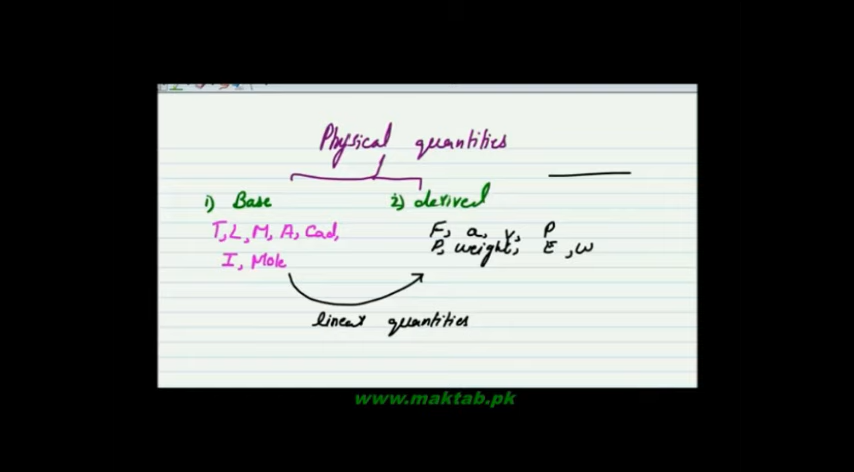 Physical quantities
1) Base 2) derived
T, L, M, A, Cad, F, a, v, P
I, Mole P, weight, E, w
linear quantities
www.maktab.pk